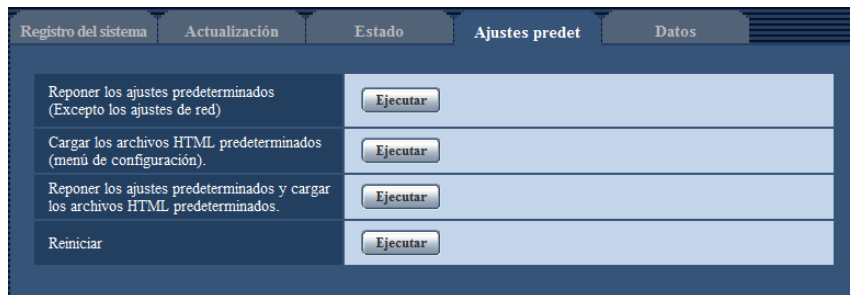 Registro del sistema
Actualización
Estado
Ajustes predet
Datos
Reponer los ajustes predeterminados
(Excepto los ajustes de red)
Ejecutar
Cargar los archivos HTML predeterminados
(menú de configuración).
Ejecutar
Reponer los ajustes predeterminados y cargar
los archivos HTML predeterminados.
Ejecutar
Reiniciar
Ejecutar